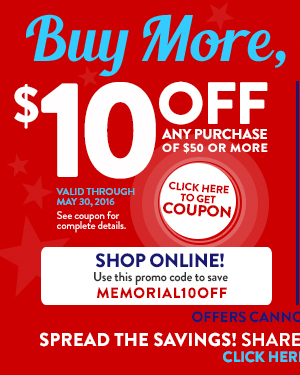 Buy More,
$10 OFF
ANY PURCHASE
OF $50 OR MORE
VALID THROUGH
MAY 30, 2016
See coupon for
complete details.
CLICK HERE
TO GET
COUPON
SHOP ONLINE!
Use this promo code to save
MEMORIAL10OFF
OFFERS CANNO
SPREAD THE SAVINGS! SHARE
CLICK HER